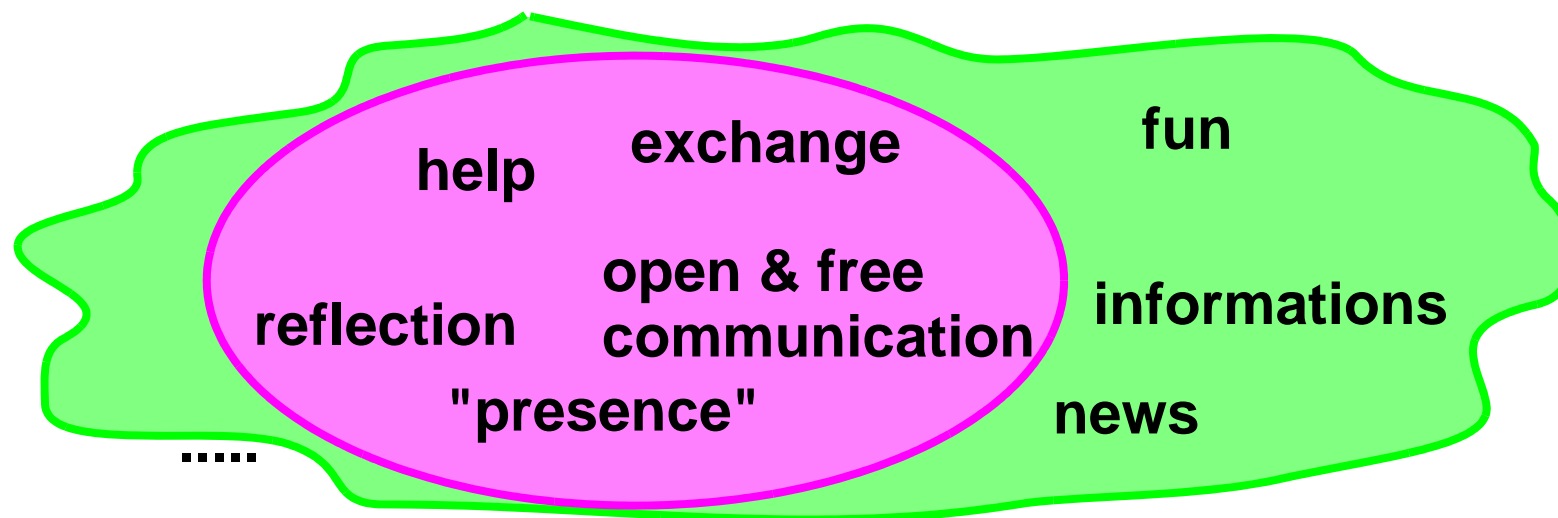 help
exchange
fun
open & free
communication
reflection
informations
"presence"
news
.....